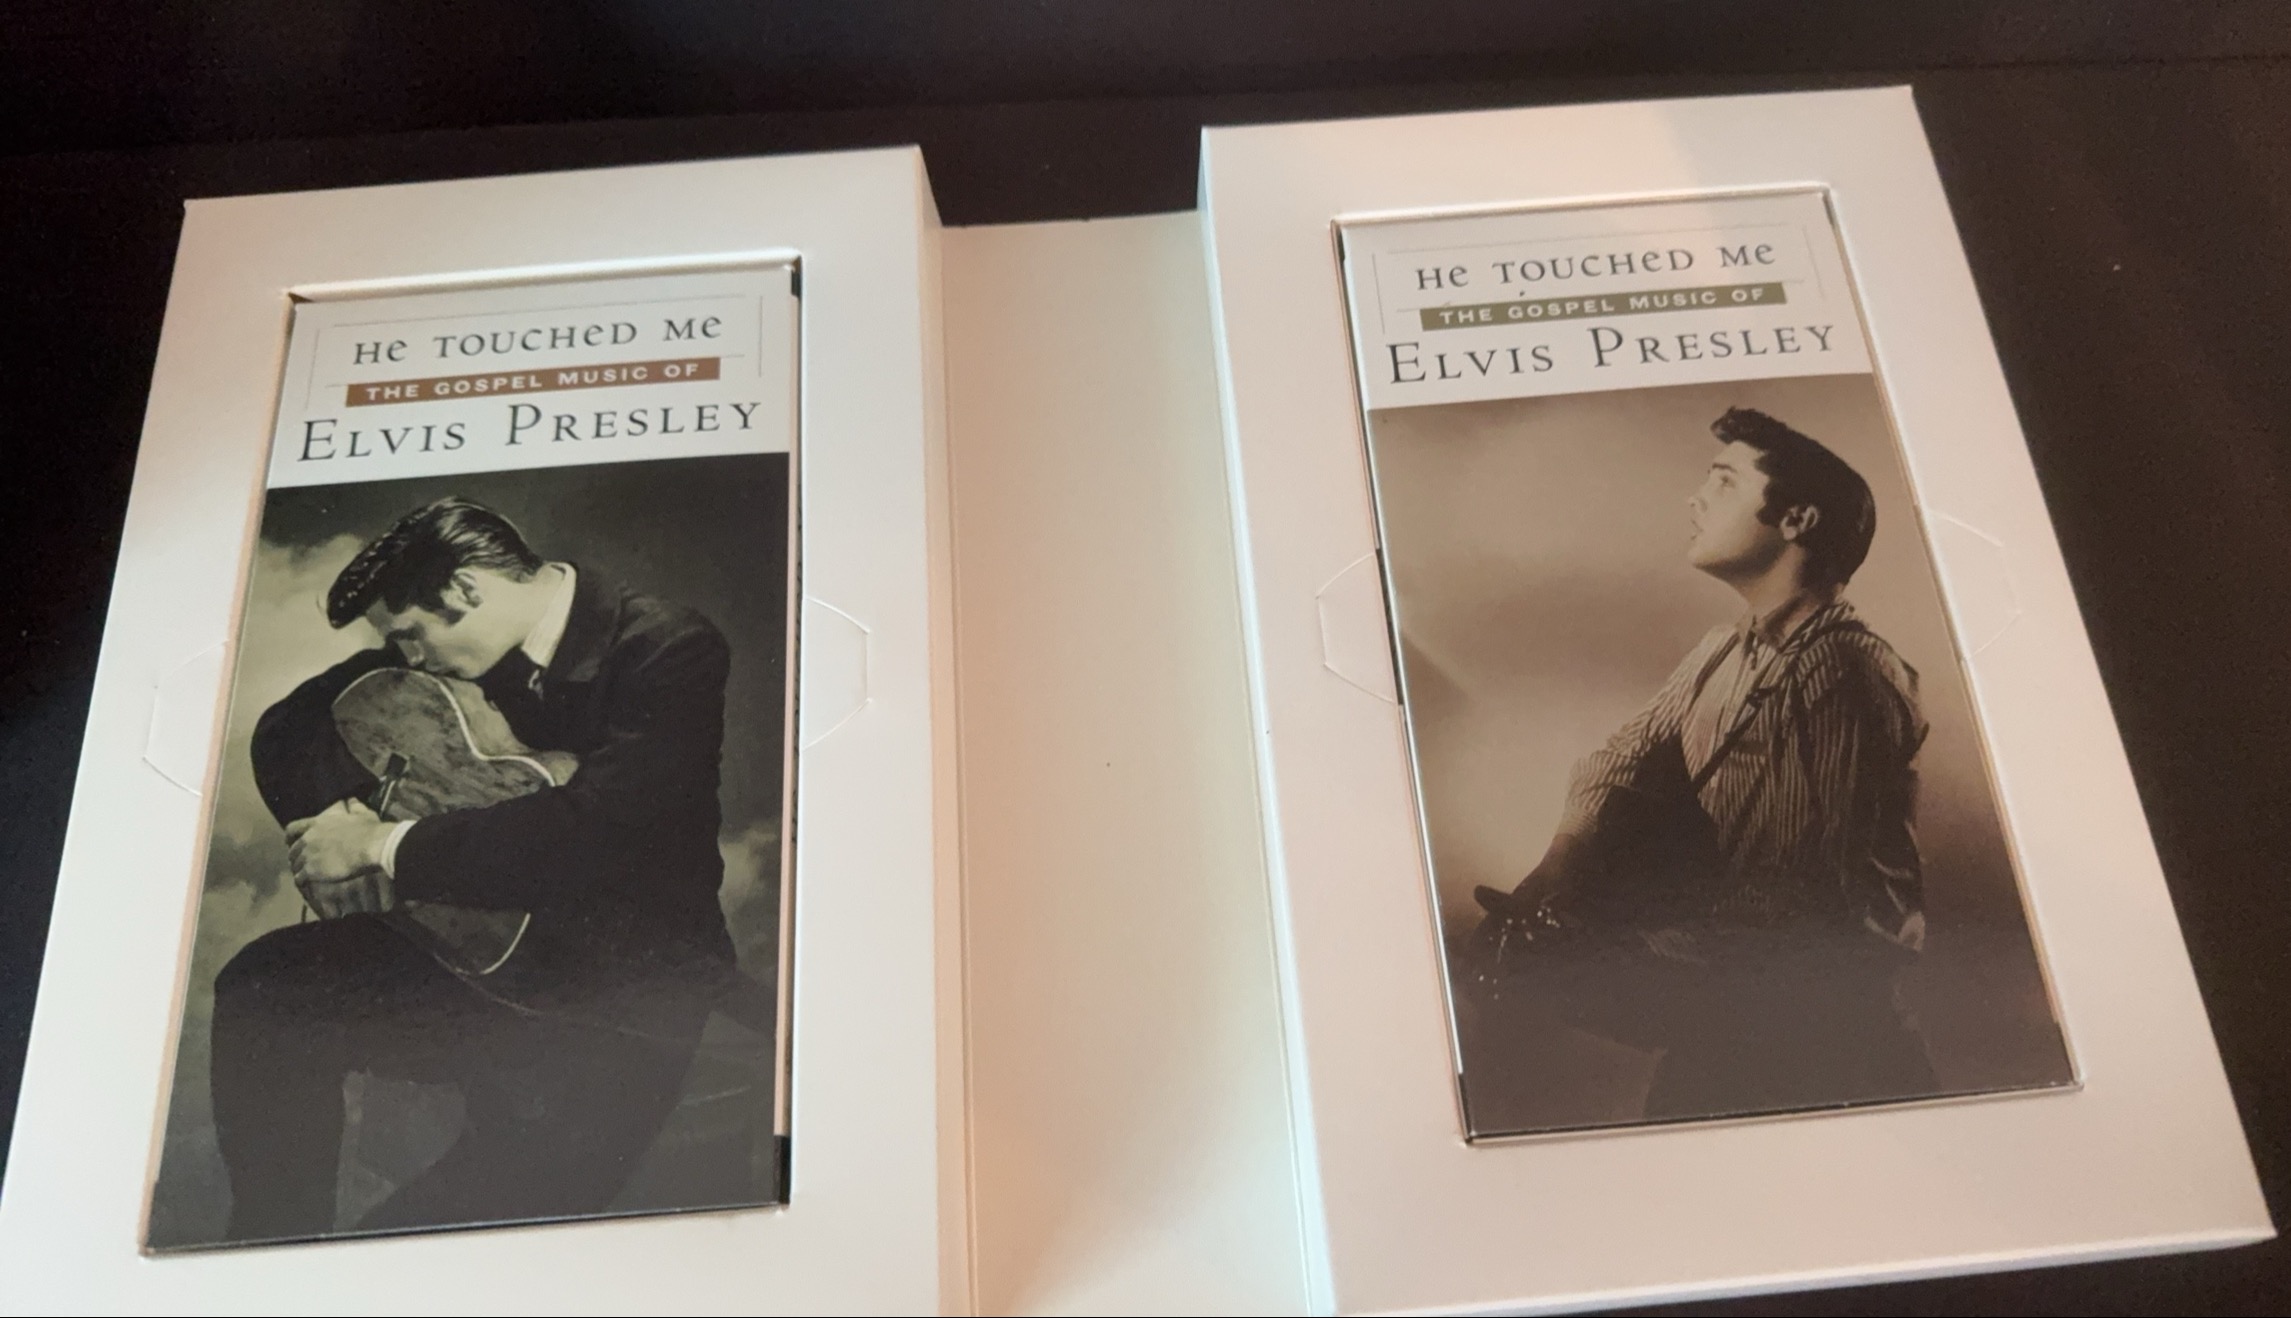 He TOUCHeD Me
THE GOSPEL MUSIC OF
ELVIS PRESLEY
He TOUCHeD Me
THE GOSPEL MUSIC OF
ELVIS PRESLEY